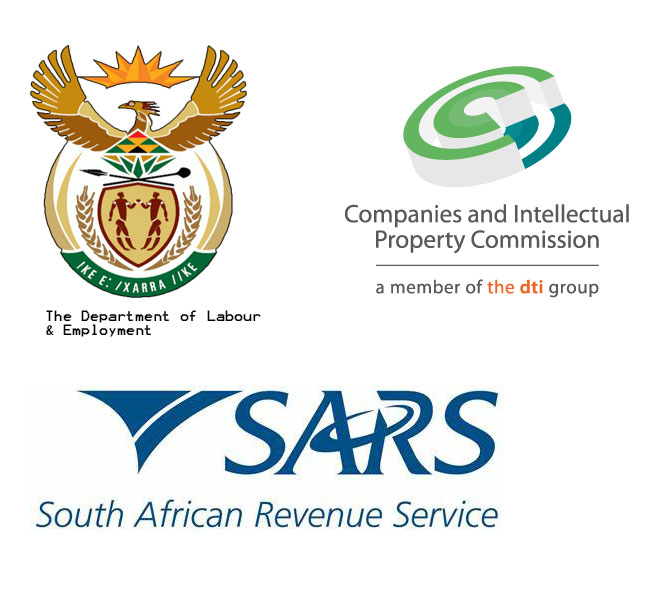 !KE E: /XARRA //KE
The Department of Labour
& Employment
Companies and Intellectual
Property Commission
a member of the dti group
SARS
South African Revenue Service